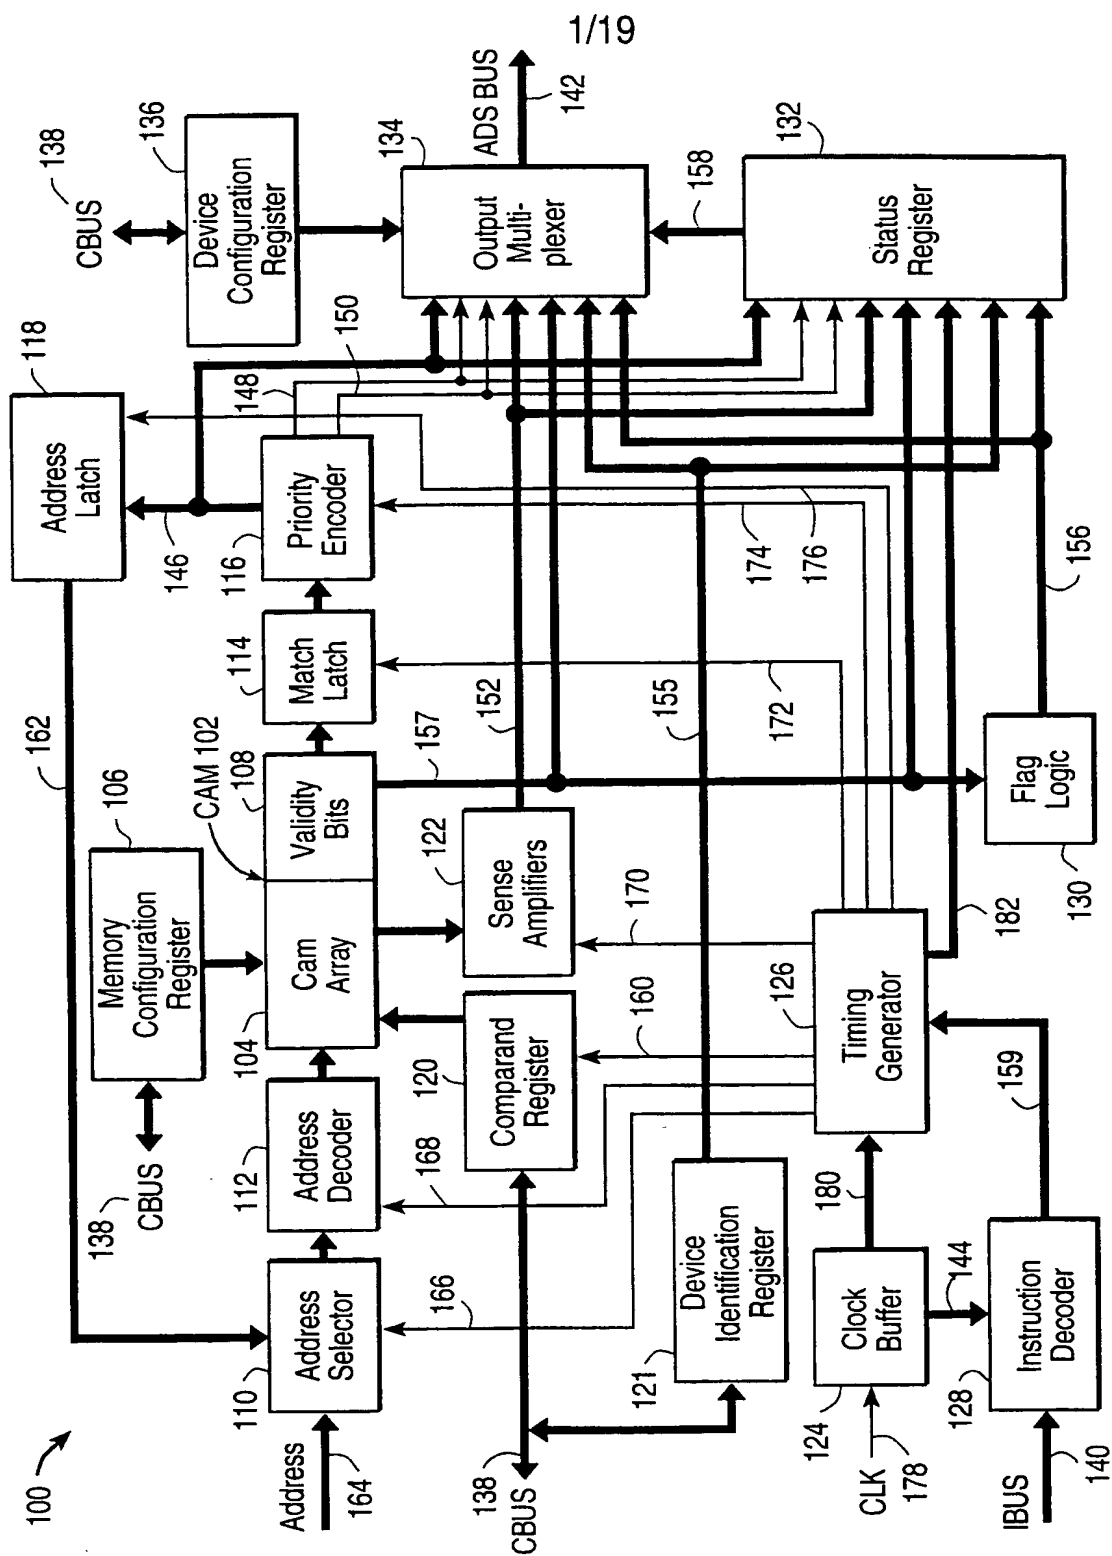 1/19
100
Address
164
110
Address
Selector
112
Address
Decoder
104
Cam
Array
CAM 102
108
Validity
Bits
114
Match
Latch
116
Priority
Encoder
118
Address
Latch
162
146
148
150
106
Memory
Configuration
Register
138
CBUS
138
CBUS
136
Device
Configuration
Register
134
Output
Multi-
plexer
ADS BUS
142
158
132
Status
Register
138
CBUS
120
Comparand
Register
122
Sense
Amplifiers
157
152
155
166
168
160
170
172
174
176
121
Device
Identification
Register
CLK
178
124
Clock
Buffer
180
144
126
Timing
Generator
182
159
IBUS
140
128
Instruction
Decoder
130
Flag
Logic
156